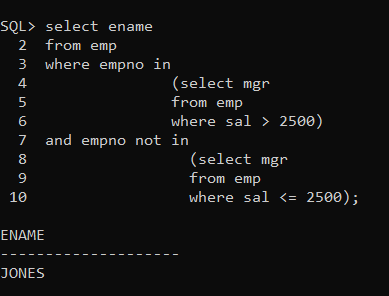 SQL> select ename
  2  from emp
  3  where empno in
  4                (select mgr
  5                from emp
  6                where sal > 2500)
  7  and empno not in
  8                  (select mgr
  9                  from emp
 10                  where sal <= 2500);
ENAME
--------------------
JONES